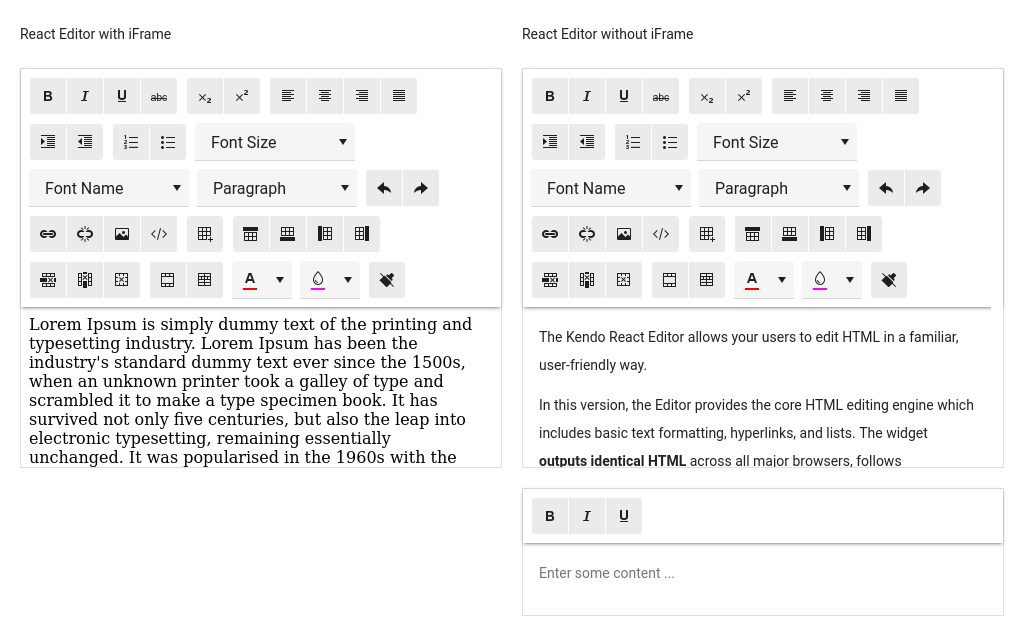 React Editor with iFrame
B I U abc X₂ X²
Font Size
Font Name Paragraph
A
Lorem Ipsum is simply dummy text of the printing and
typesetting industry. Lorem Ipsum has been the
industry's standard dummy text ever since the 1500s,
when an unknown printer took a galley of type and
scrambled it to make a type specimen book. It has
survived not only five centuries, but also the leap into
electronic typesetting, remaining essentially
unchanged. It was popularised in the 1960s with the
React Editor without iFrame
B I U abc X₂ X²
Font Size
Font Name Paragraph
A
The Kendo React Editor allows your users to edit HTML in a familiar,
user-friendly way.
In this version, the Editor provides the core HTML editing engine which
includes basic text formatting, hyperlinks, and lists. The widget
outputs identical HTML across all major browsers, follows
B I U
Enter some content ...